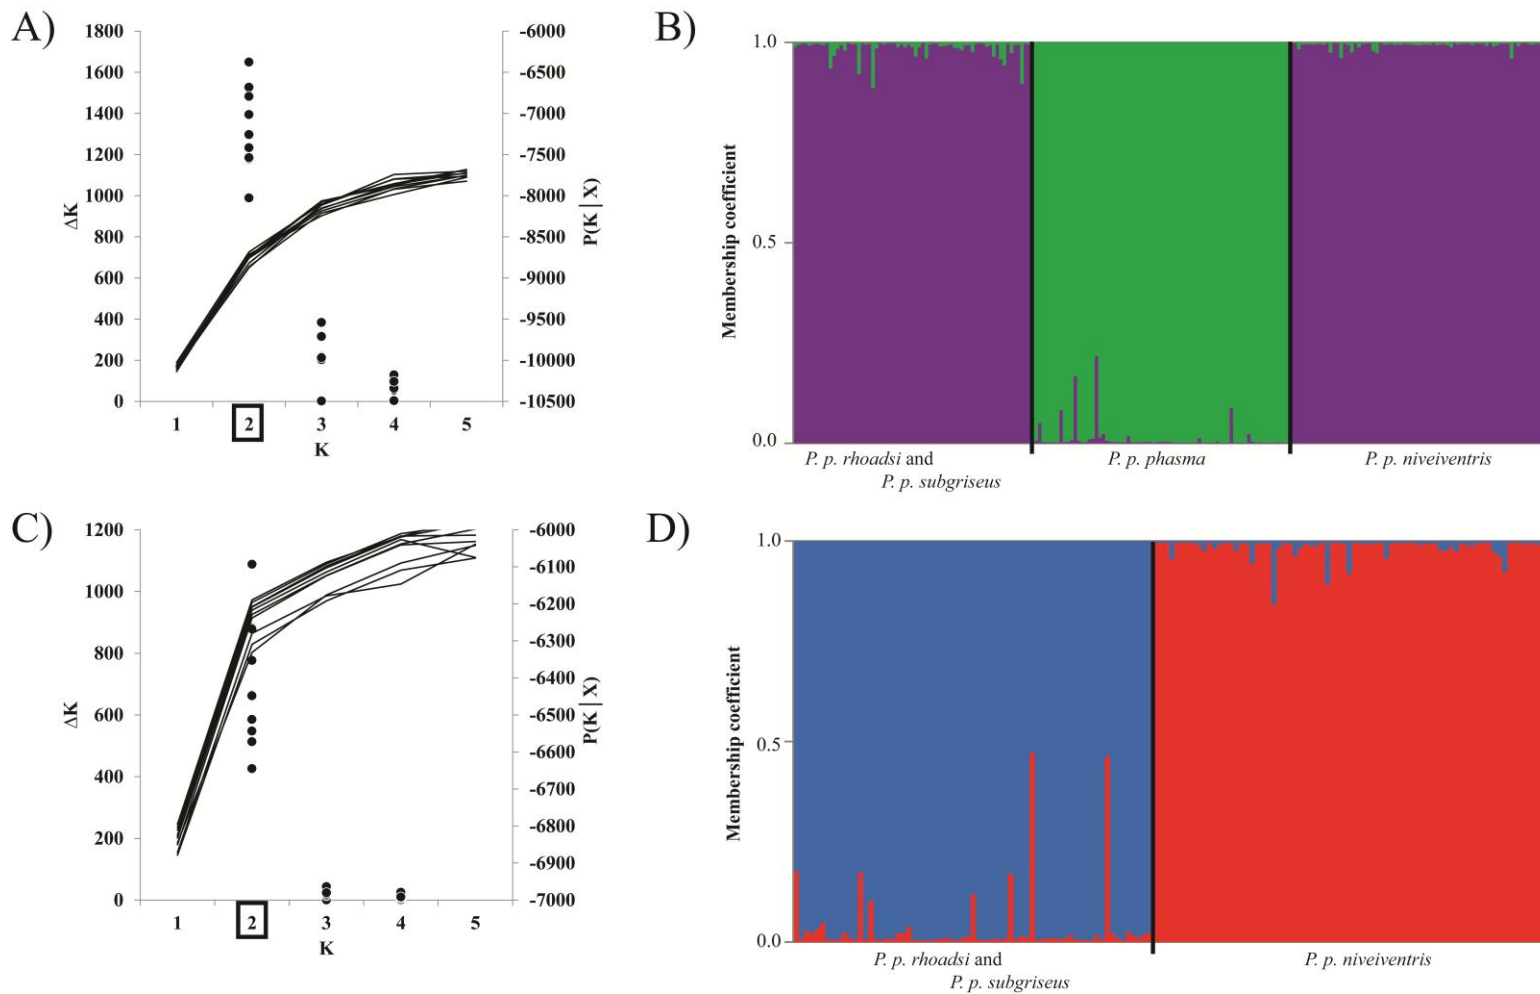 A)
1800
1600
1400
1200
1000
800
600
400
200
0
ΔK
-6000
-6500
-7000
-7500
-8000
-8500
-9000
-9500
-10000
-10500
P(K | X)
1 2 3 4 5
K
B)
1.0
0.5
0.0
Membership coefficient
P. p. rhoadsi and
P. p. subgriseus
P. p. phasma
P. p. niveiventris
C)
1200
1000
800
600
400
200
0
ΔK
-6000
-6100
-6200
-6300
-6400
-6500
-6600
-6700
-6800
-6900
-7000
P(K | X)
1 2 3 4 5
K
D)
1.0
0.5
0.0
Membership coefficient
P. p. rhoadsi and
P. p. subgriseus
P. p. niveiventris